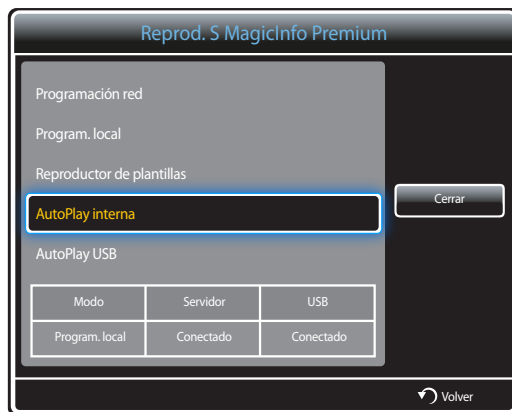 Reprod. S MagicInfo Premium
Programación red
Program. local
Reproductor de plantillas
AutoPlay interna
AutoPlay USB
Cerrar
Modo Servidor USB
Program. local Conectado Conectado
Volver